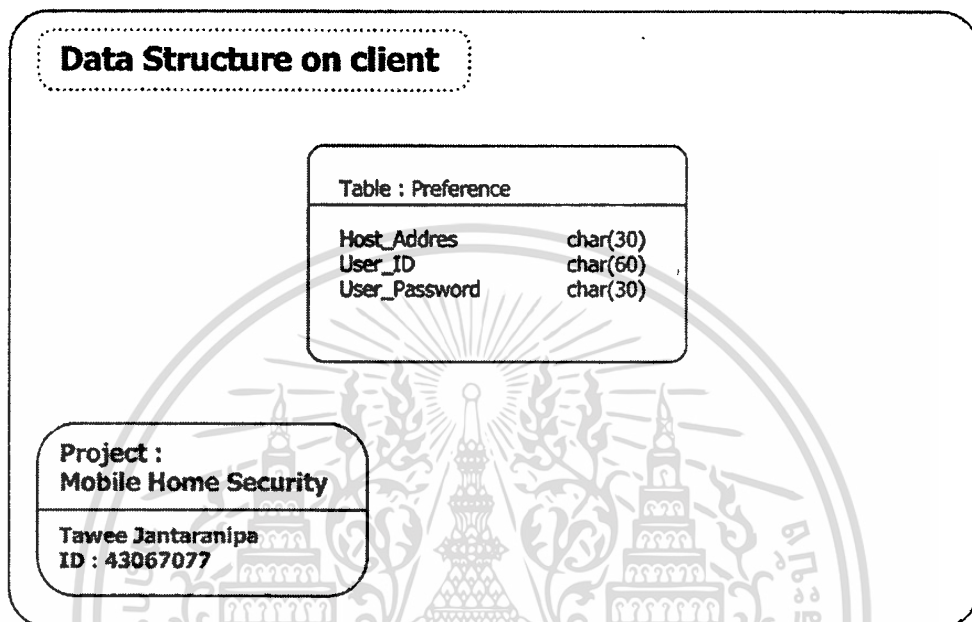 Data Structure on client
Table : Preference
Host_Addres char(30)
User_ID char(60)
User_Password char(30)
Project :
Mobile Home Security
Tawee Jantaranipa
ID : 43067077